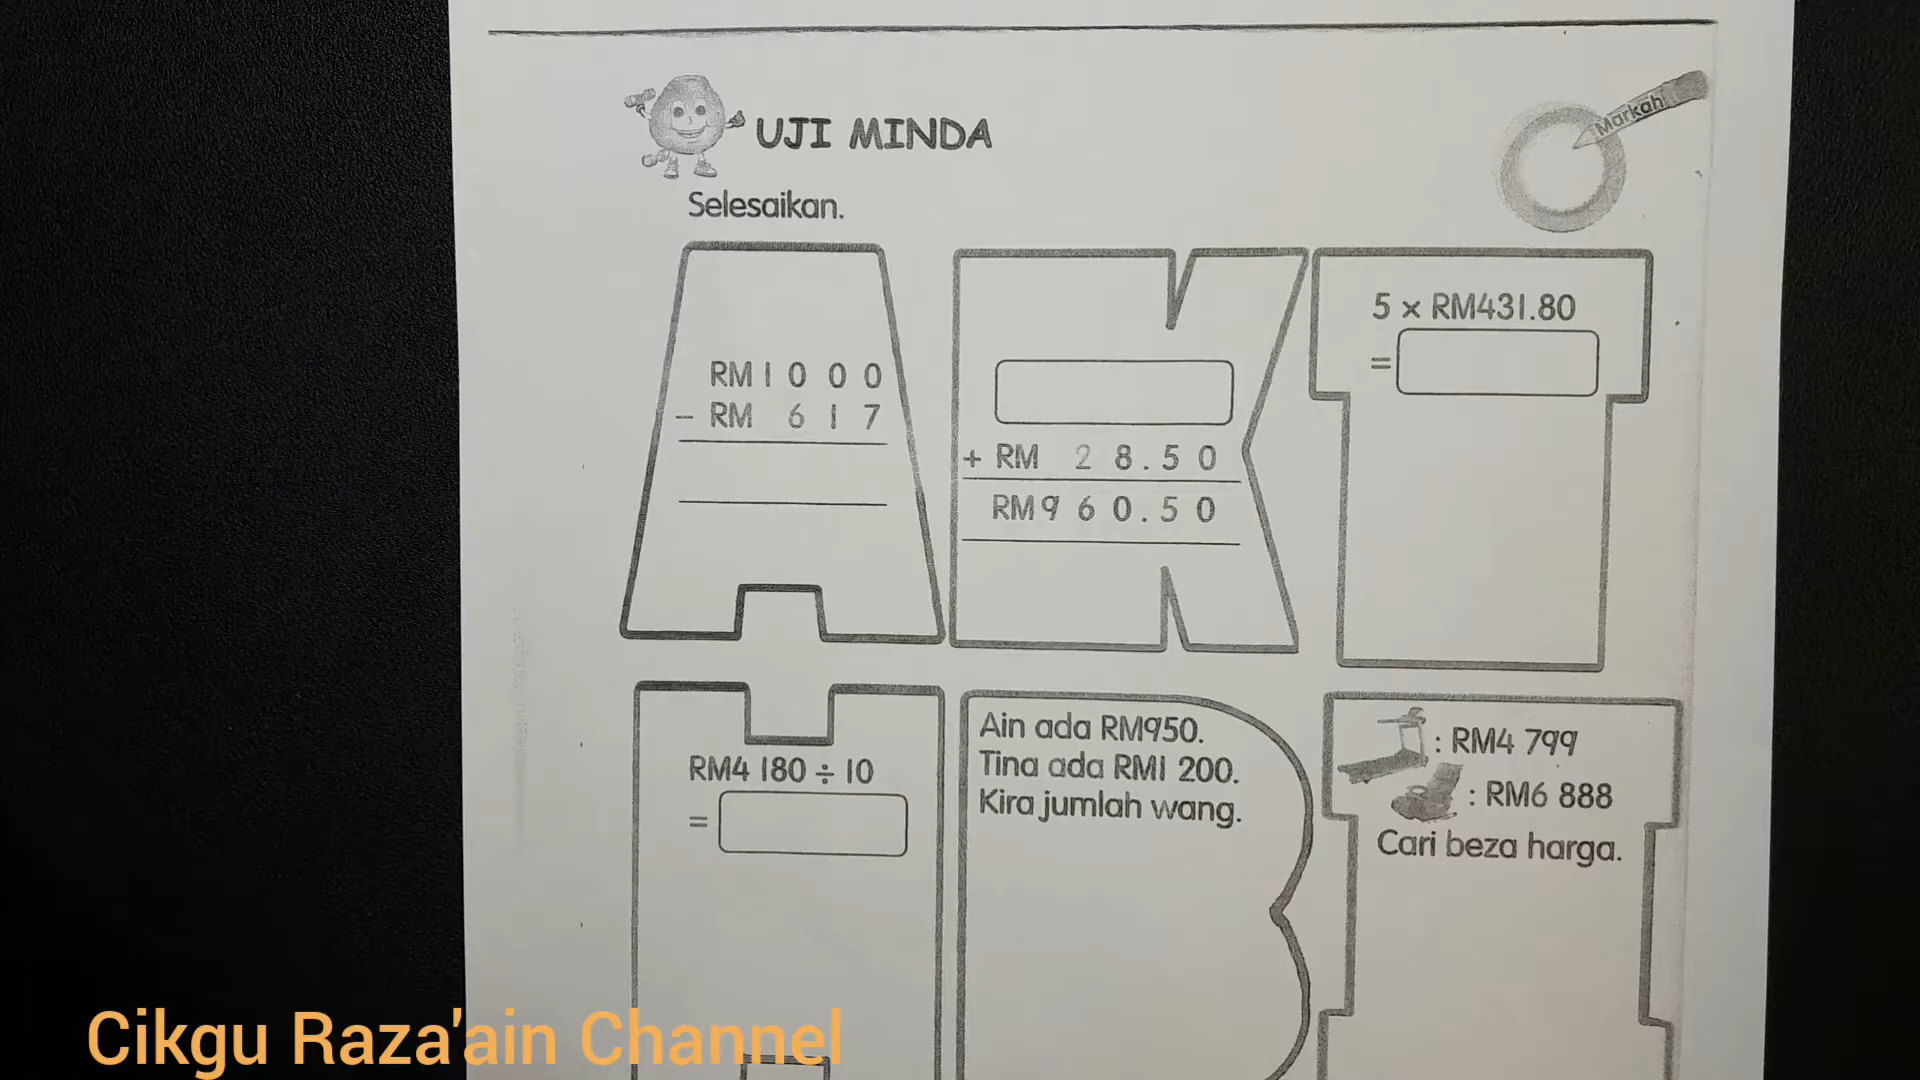 UJI MINDA
Markah
Selesaikan.
RM 1 0 0 0
− RM 6 1 7
+ RM 2 8 . 5 0
RM 9 6 0 . 5 0
5 × RM431.80
=
RM4 180 ÷ 10
=
Ain ada RM950.
Tina ada RM1 200.
Kira jumlah wang.
: RM4 799
: RM6 888
Cari beza harga.
Cikgu Raza'ain Channel